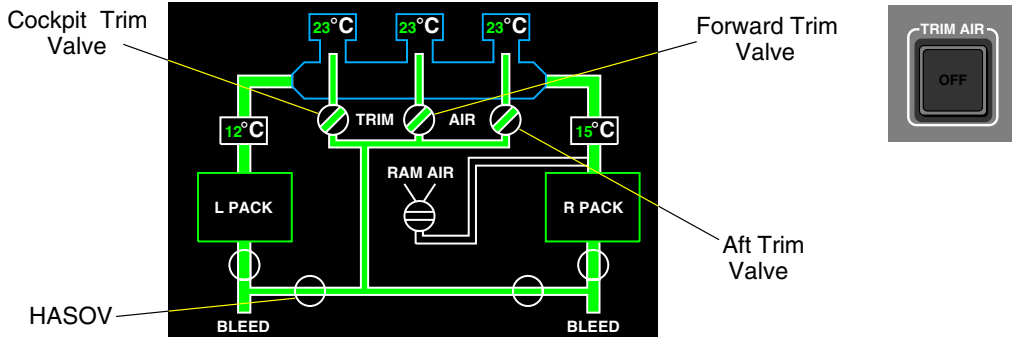 Cockpit Trim
Valve
23°C
23°C
23°C
Forward Trim
Valve
TRIM AIR
OFF
12°C
TRIM
AIR
15°C
RAM AIR
L PACK
R PACK
Aft Trim
Valve
HASOV
BLEED
BLEED